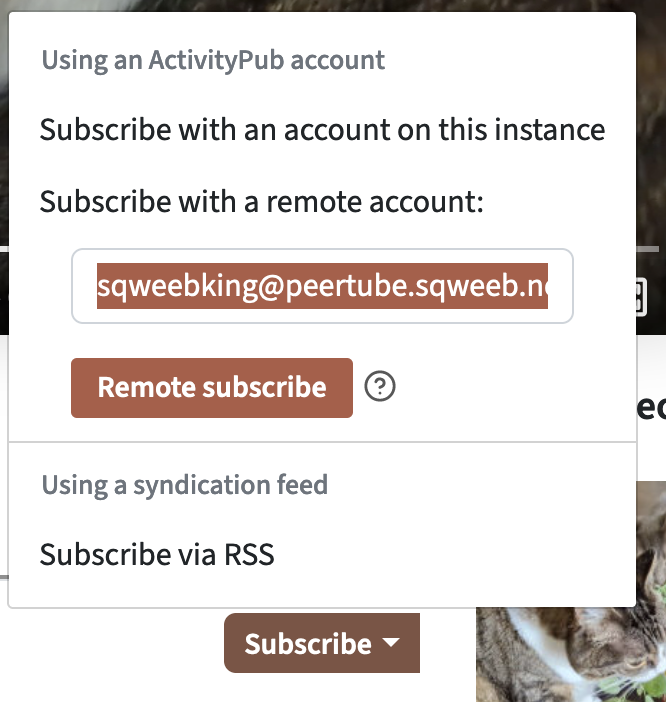 Using an ActivityPub account
Subscribe with an account on this instance
Subscribe with a remote account:
sqweebking@peertube.sqweeb.n
Remote subscribe
?
ec
Using a syndication feed
Subscribe via RSS
Subscribe